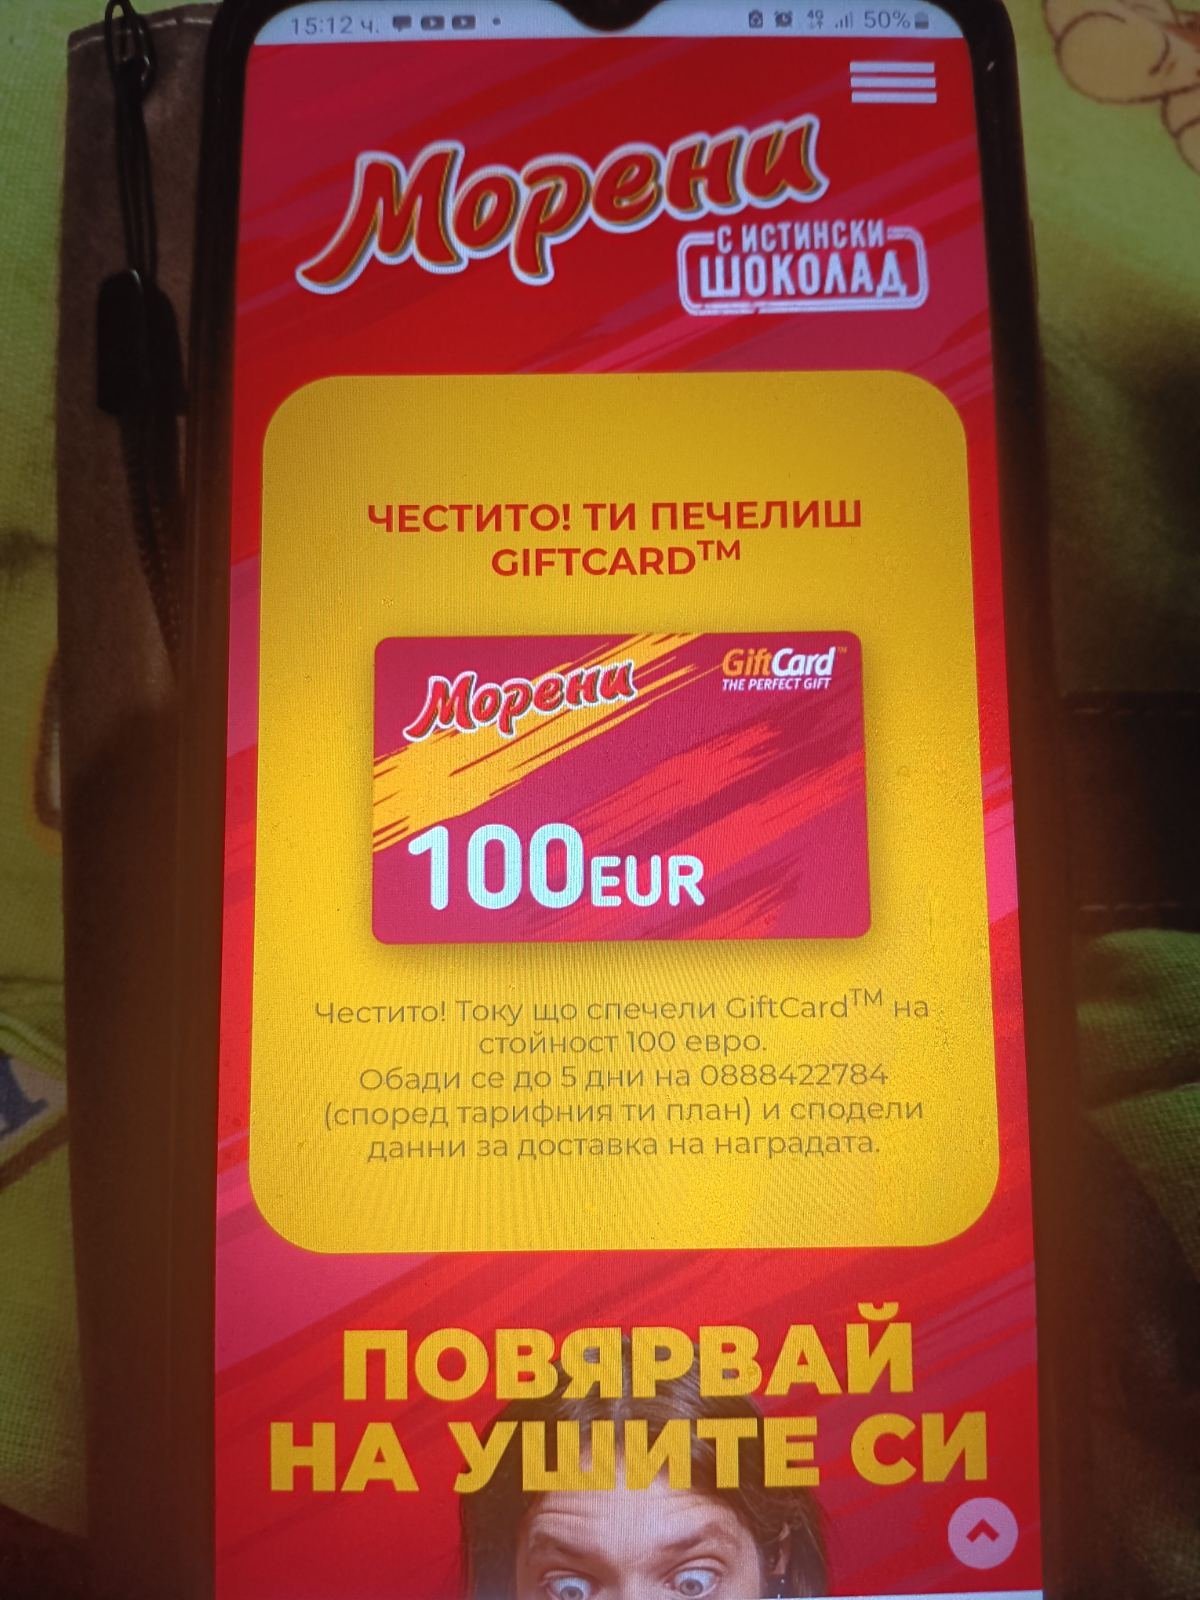 15:12 ч.
4G
50%
Морени
С ИСТИНСКИ
ШОКОЛАД
ЧЕСТИТО! ТИ ПЕЧЕЛИШ
GIFTCARD™
Морени
GiftCard™
THE PERFECT GIFT
100EUR
Честито! Току що спечели GiftCard™ на
стойност 100 евро.
Обади се до 5 дни на 0888422784
(според тарифния ти план) и сподели
данни за доставка на наградата.
ПОВЯРВАЙ
НА УШИТЕ СИ